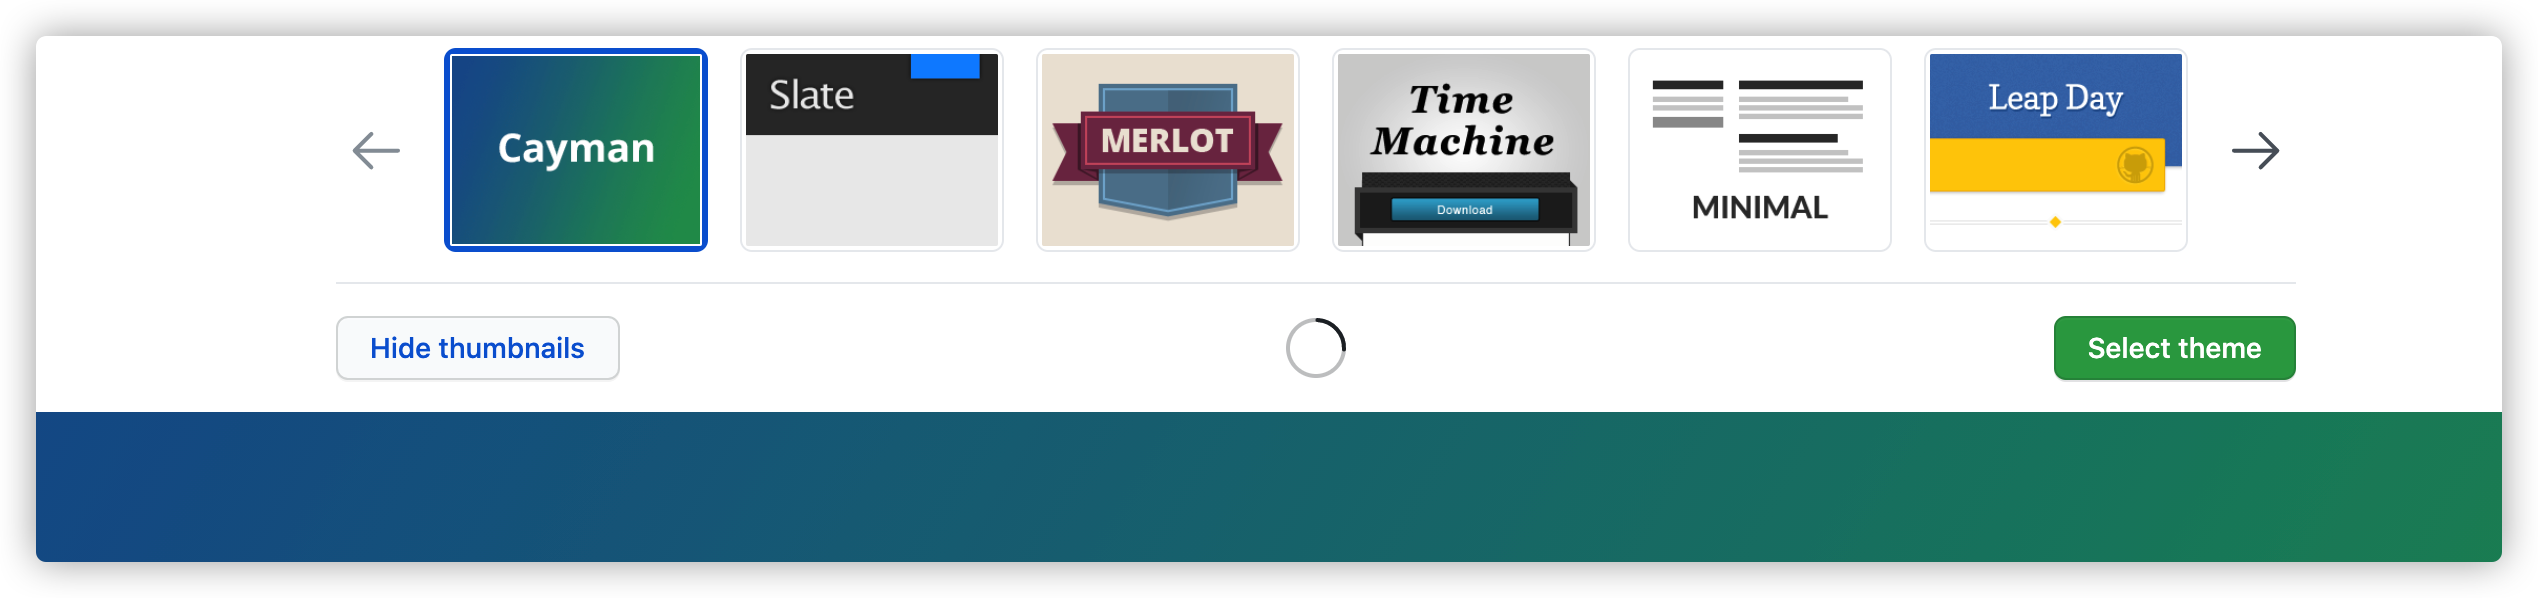 Cayman
Slate
MERLOT
Time
Machine
Download
MINIMAL
Leap Day
Hide thumbnails
Select theme